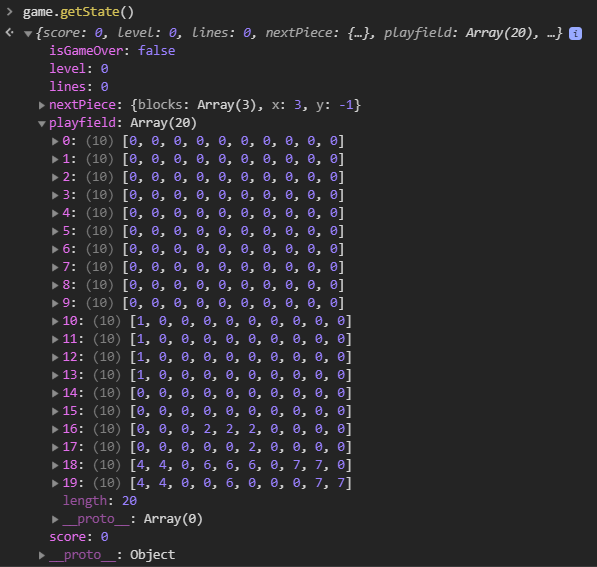 > game.getState()
{score: 0, level: 0, lines: 0, nextPiece: {…}, playfield: Array(20), …} i
isGameOver: false
level: 0
lines: 0
nextPiece: {blocks: Array(3), x: 3, y: -1}
playfield: Array(20)
0: (10) [0, 0, 0, 0, 0, 0, 0, 0, 0, 0]
1: (10) [0, 0, 0, 0, 0, 0, 0, 0, 0, 0]
2: (10) [0, 0, 0, 0, 0, 0, 0, 0, 0, 0]
3: (10) [0, 0, 0, 0, 0, 0, 0, 0, 0, 0]
4: (10) [0, 0, 0, 0, 0, 0, 0, 0, 0, 0]
5: (10) [0, 0, 0, 0, 0, 0, 0, 0, 0, 0]
6: (10) [0, 0, 0, 0, 0, 0, 0, 0, 0, 0]
7: (10) [0, 0, 0, 0, 0, 0, 0, 0, 0, 0]
8: (10) [0, 0, 0, 0, 0, 0, 0, 0, 0, 0]
9: (10) [0, 0, 0, 0, 0, 0, 0, 0, 0, 0]
10: (10) [1, 0, 0, 0, 0, 0, 0, 0, 0, 0]
11: (10) [1, 0, 0, 0, 0, 0, 0, 0, 0, 0]
12: (10) [1, 0, 0, 0, 0, 0, 0, 0, 0, 0]
13: (10) [1, 0, 0, 0, 0, 0, 0, 0, 0, 0]
14: (10) [0, 0, 0, 0, 0, 0, 0, 0, 0, 0]
15: (10) [0, 0, 0, 0, 0, 0, 0, 0, 0, 0]
16: (10) [0, 0, 0, 2, 2, 2, 0, 0, 0, 0]
17: (10) [0, 0, 0, 0, 0, 2, 0, 0, 0, 0]
18: (10) [4, 4, 0, 6, 6, 6, 0, 7, 7, 0]
19: (10) [4, 4, 0, 0, 6, 0, 0, 0, 7, 7]
length: 20
__proto__: Array(0)
score: 0
__proto__: Object